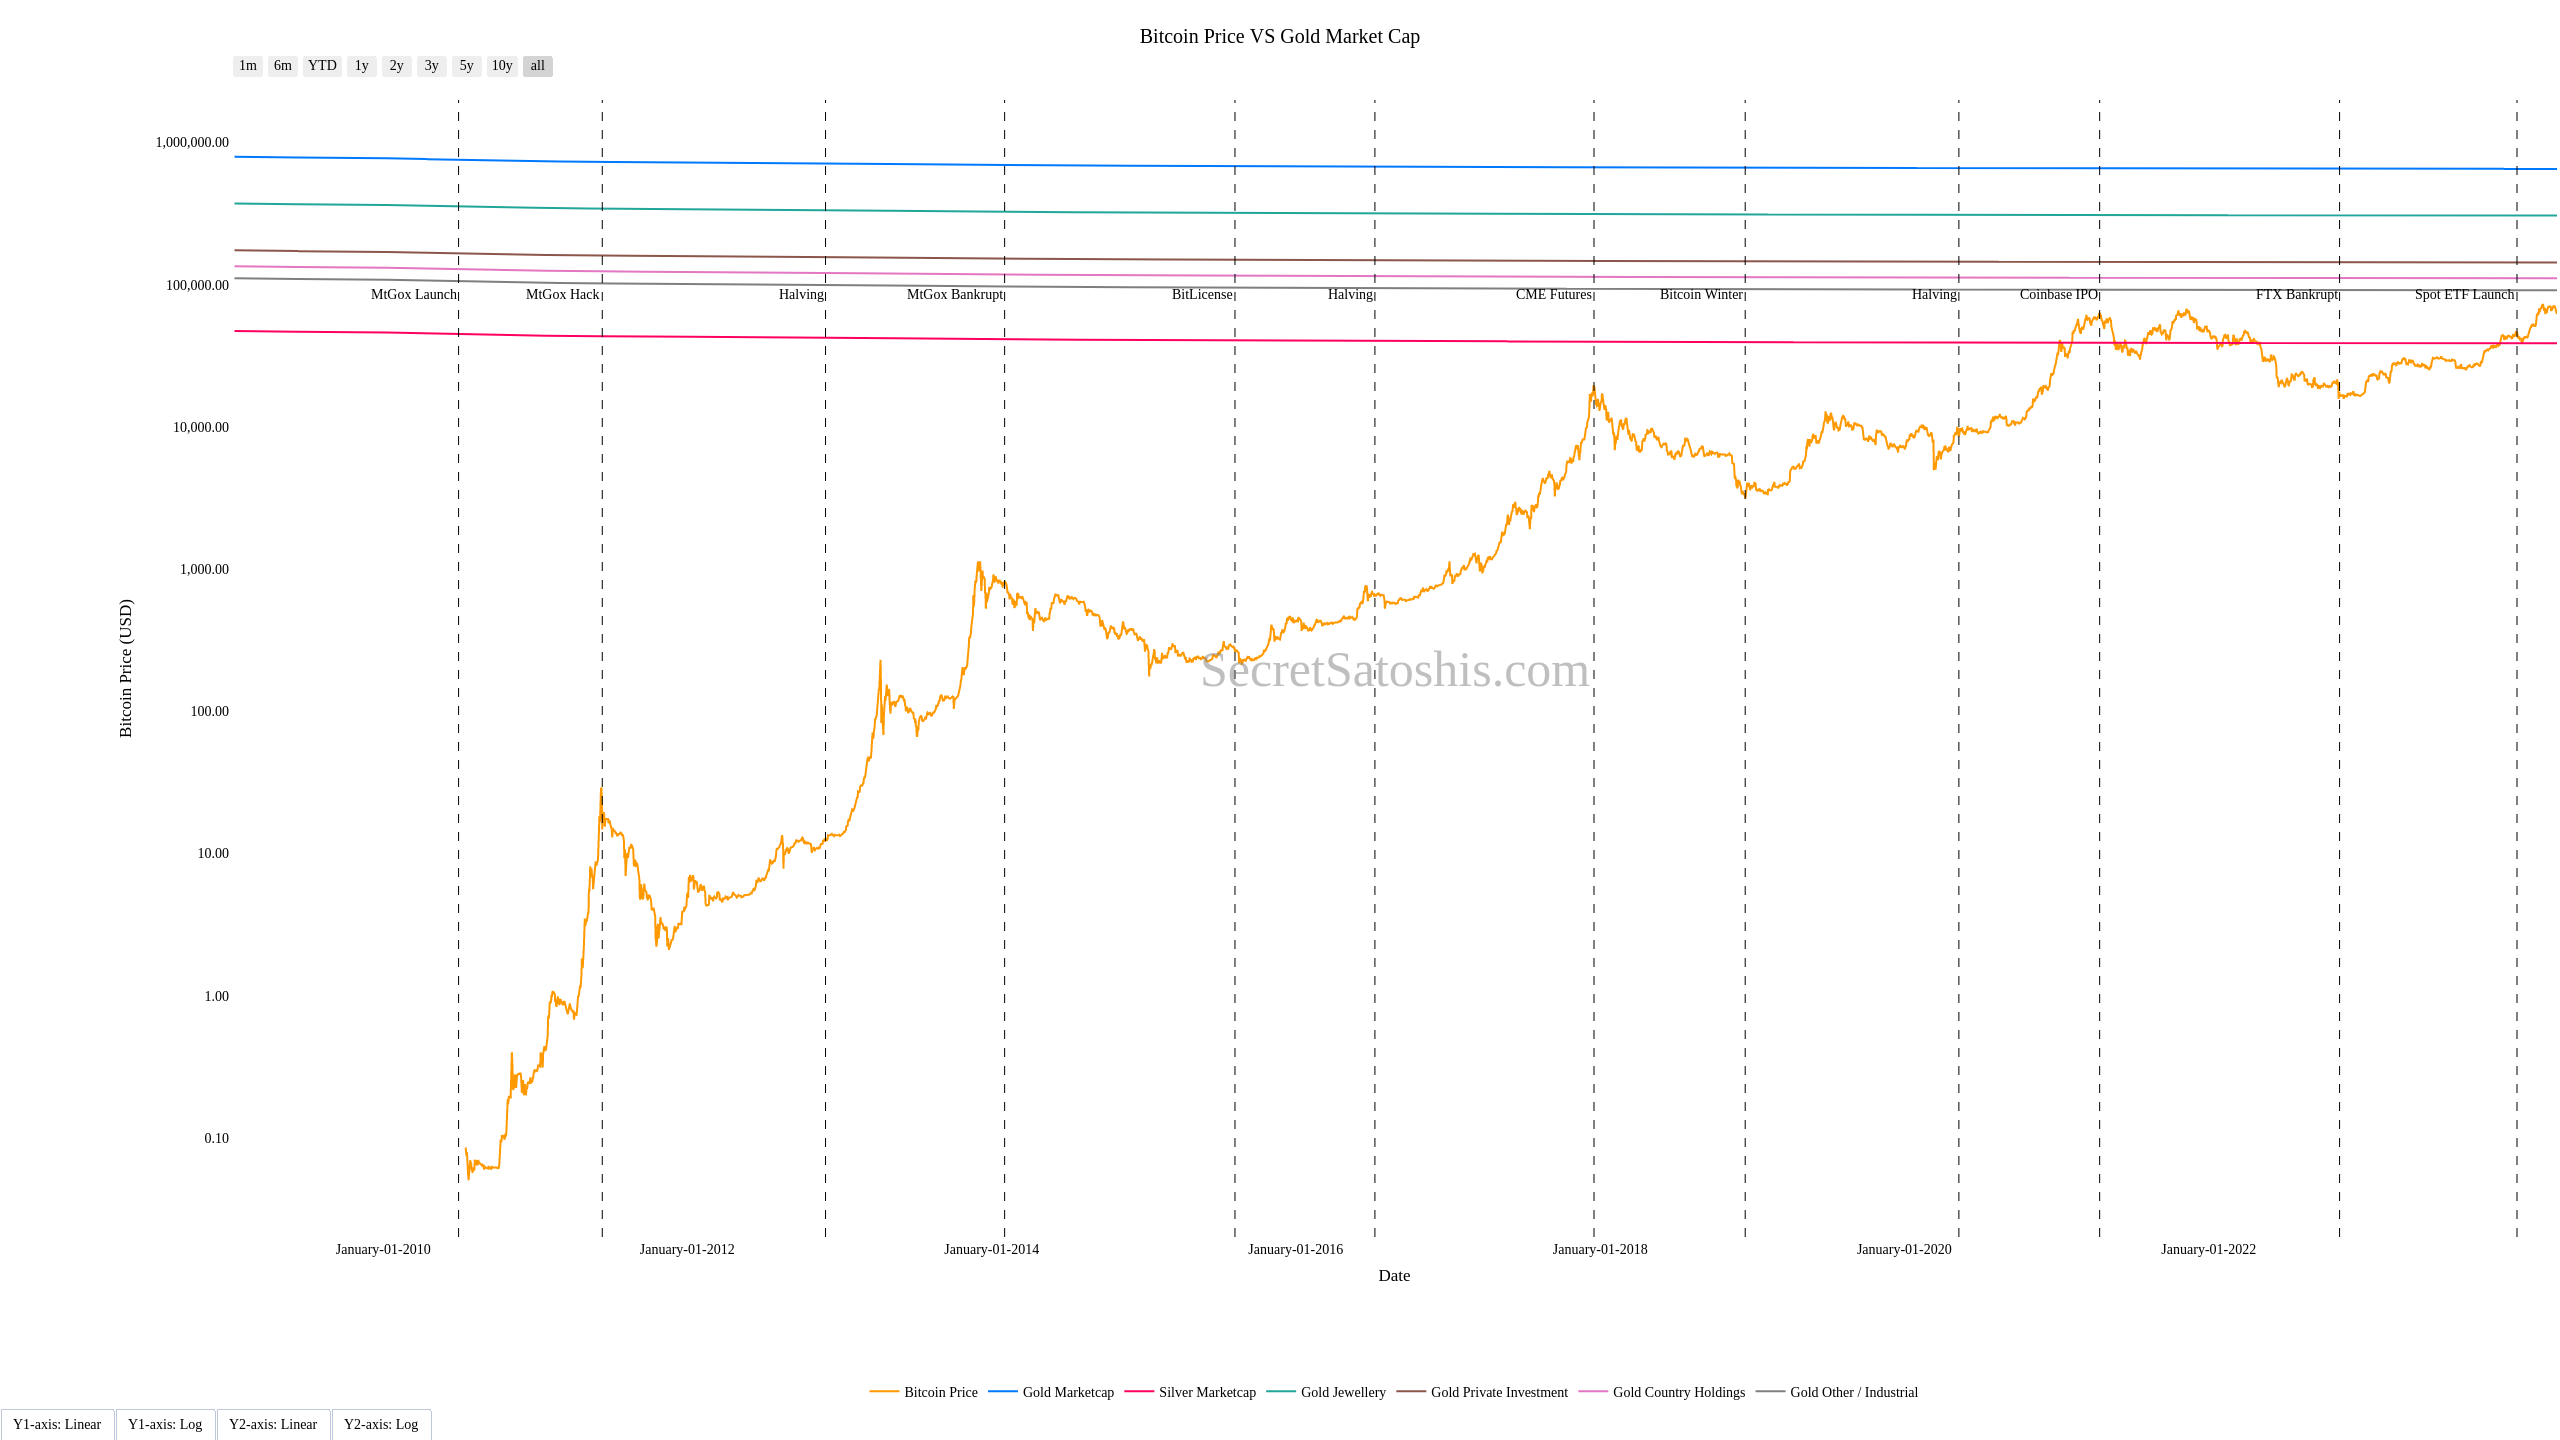 Bitcoin Price VS Gold Market Cap
1m 6m YTD 1y 2y 3y 5y 10y all
1,000,000.00
100,000.00
MtGox Launch MtGox Hack Halving MtGox Bankrupt BitLicense Halving CME Futures Bitcoin Winter Halving Coinbase IPO FTX Bankrupt Spot ETF Launch
10,000.00
1,000.00
Bitcoin Price (USD)
SecretSatoshis.com
100.00
10.00
1.00
0.10
January-01-2010 January-01-2012 January-01-2014 January-01-2016 January-01-2018 January-01-2020 January-01-2022
Date
Bitcoin Price Gold Marketcap Silver Marketcap Gold Jewellery Gold Private Investment Gold Country Holdings Gold Other / Industrial
Y1-axis: Linear Y1-axis: Log Y2-axis: Linear Y2-axis: Log